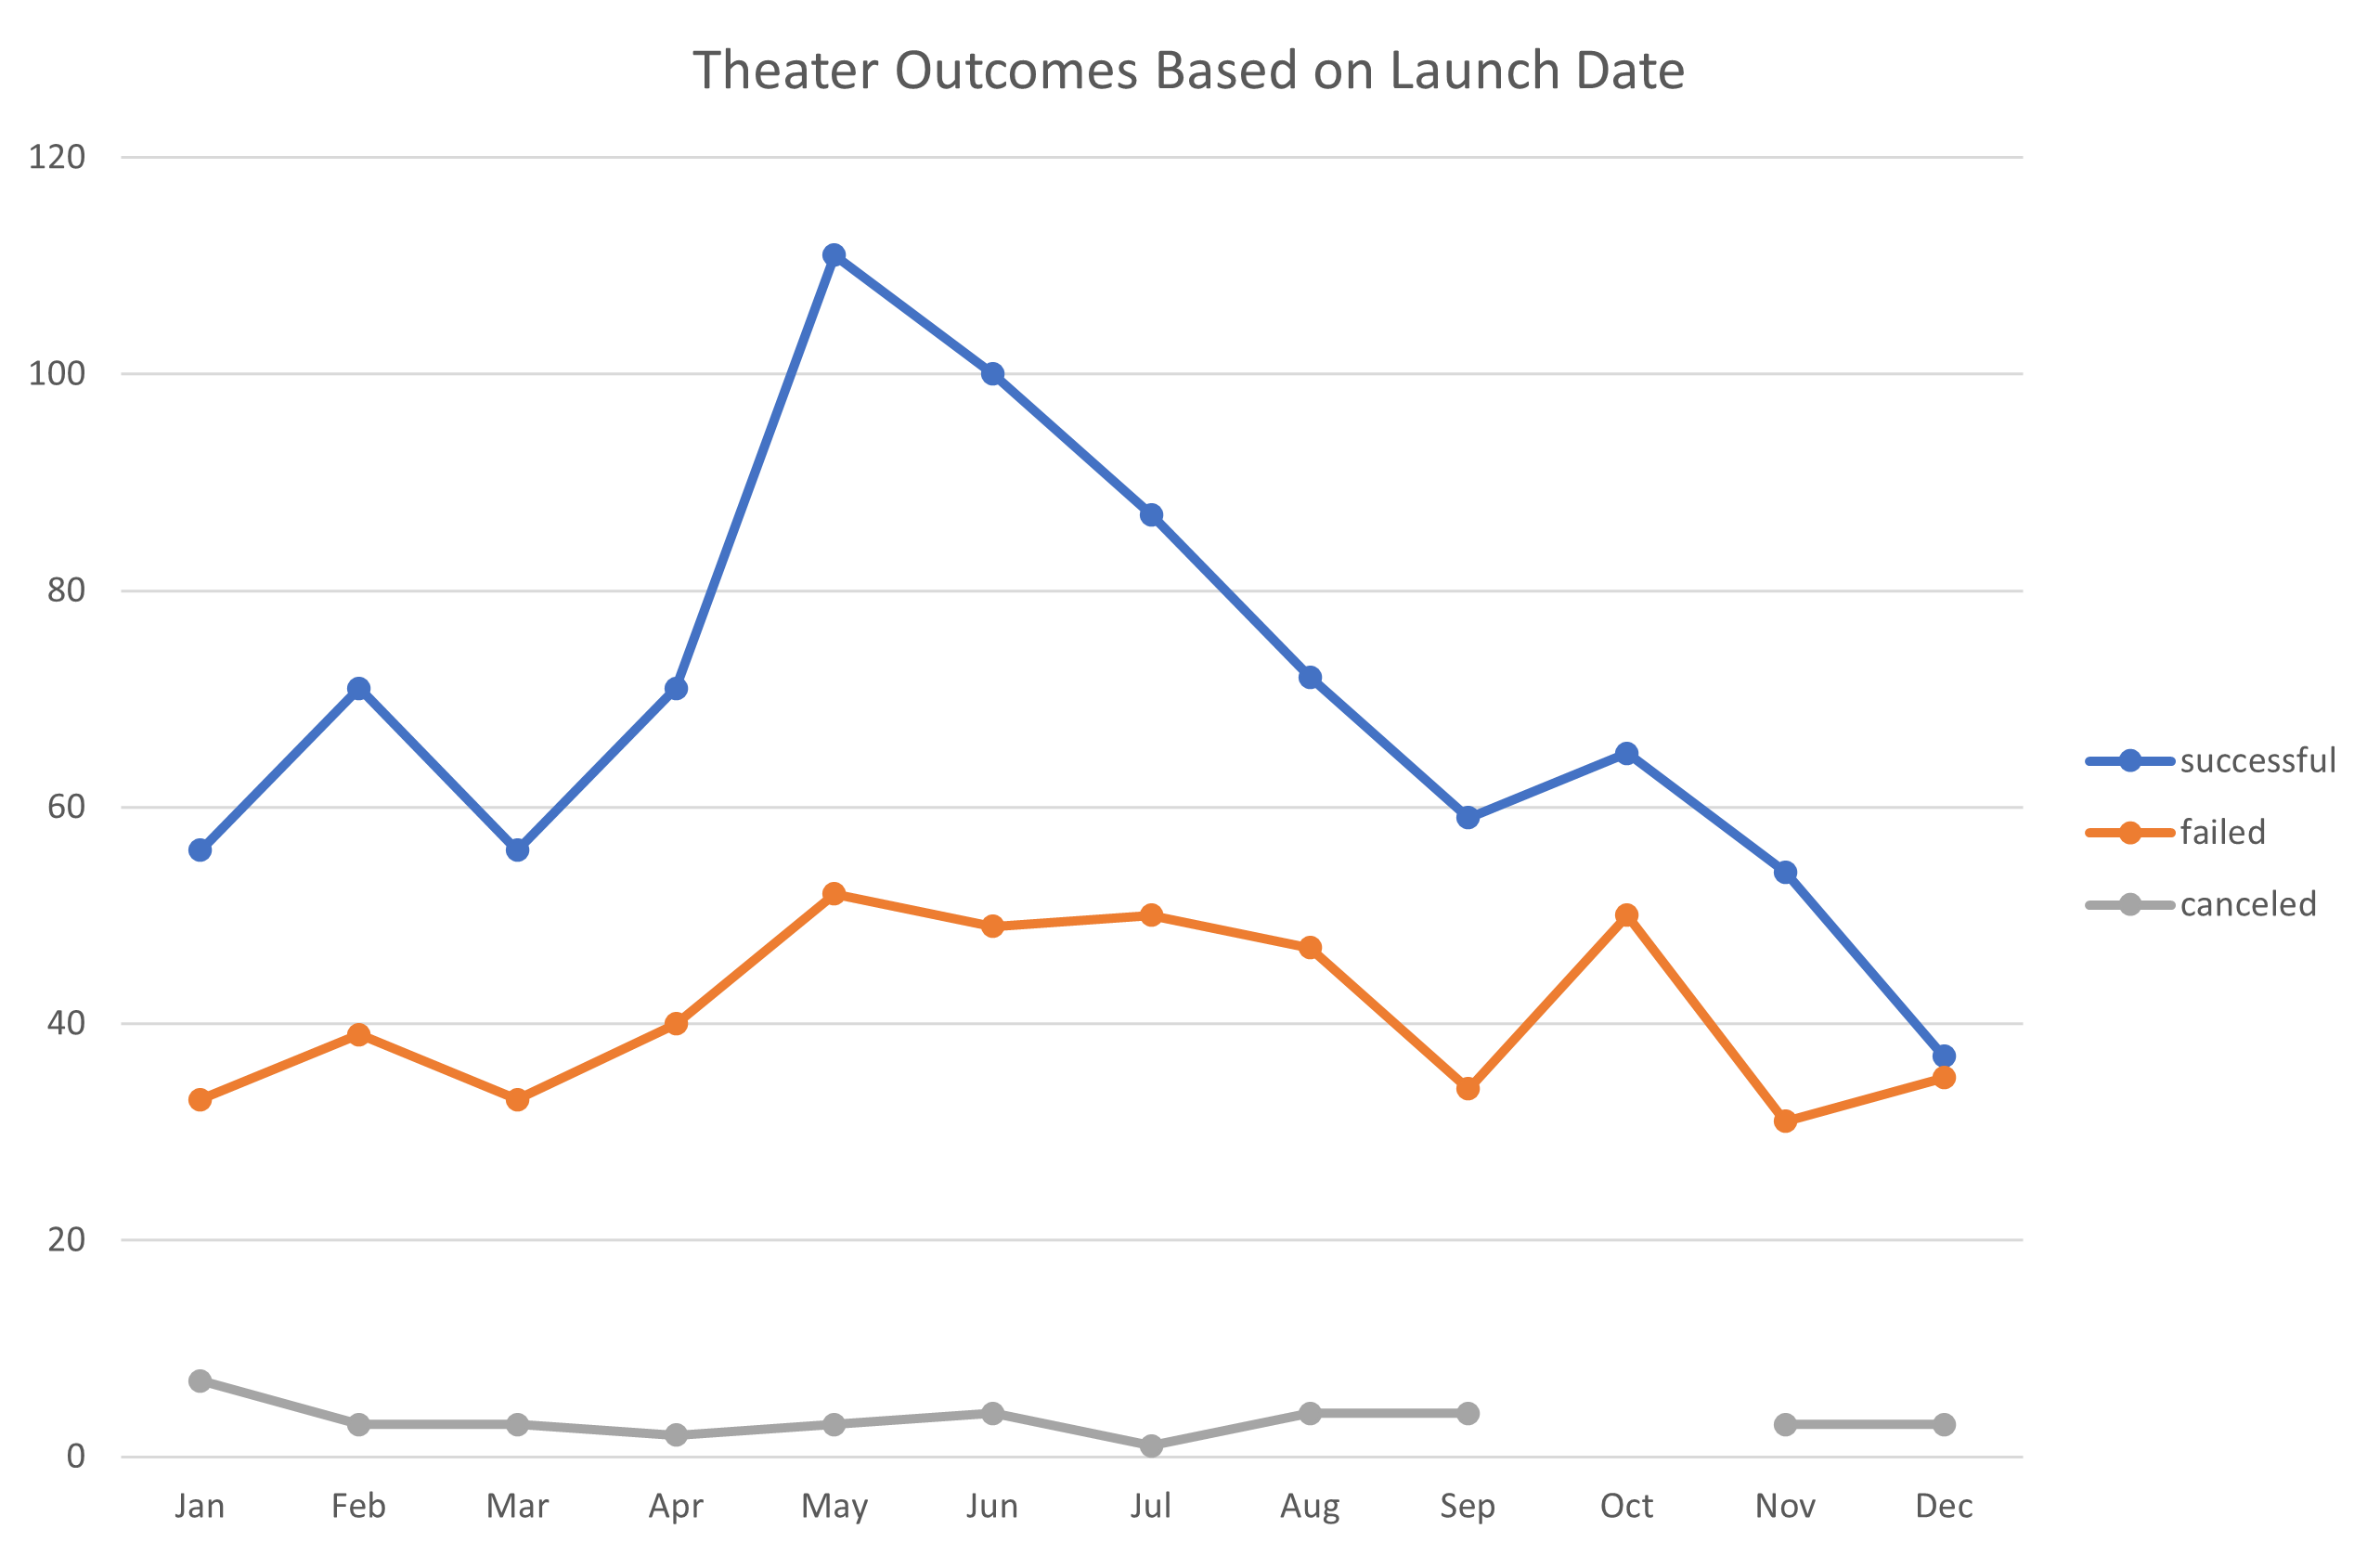 Theater Outcomes Based on Launch Date
120
100
80
60
40
20
0
Jan Feb Mar Apr May Jun Jul Aug Sep Oct Nov Dec
successful
failed
canceled